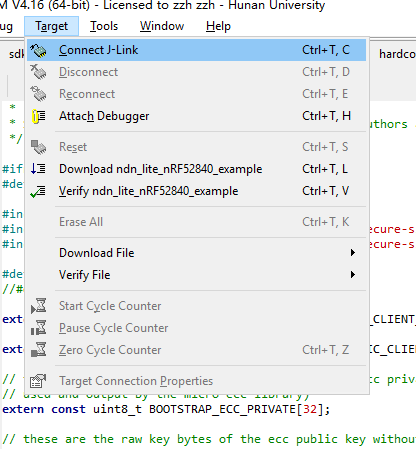 M V4.16 (64-bit) - Licensed to zzh zzh - Hunan University
ug Target Tools Window Help
sdk hardco
Connect J-Link Ctrl+T, C
Disconnect Ctrl+T, D
Reconnect Ctrl+T, E
Attach Debugger Ctrl+T, H
Reset Ctrl+T, S
Download ndn_lite_nRF52840_example Ctrl+T, L
Verify ndn_lite_nRF52840_example Ctrl+T, V
Erase All Ctrl+T, K
Download File
Verify File
Start Cycle Counter
Pause Cycle Counter
Zero Cycle Counter Ctrl+T, Z
Target Connection Properties
*
* uthors
*/
#if
#de
#in
#in ecure-s
#in ecure-s
#de
//#
exter _CLIENT_
exter CC_CLIEN
// cc priv
// used and output by the micro-ecc library)
extern const uint8_t BOOTSTRAP_ECC_PRIVATE[32];
// these are the raw key bytes of the ecc public key withou